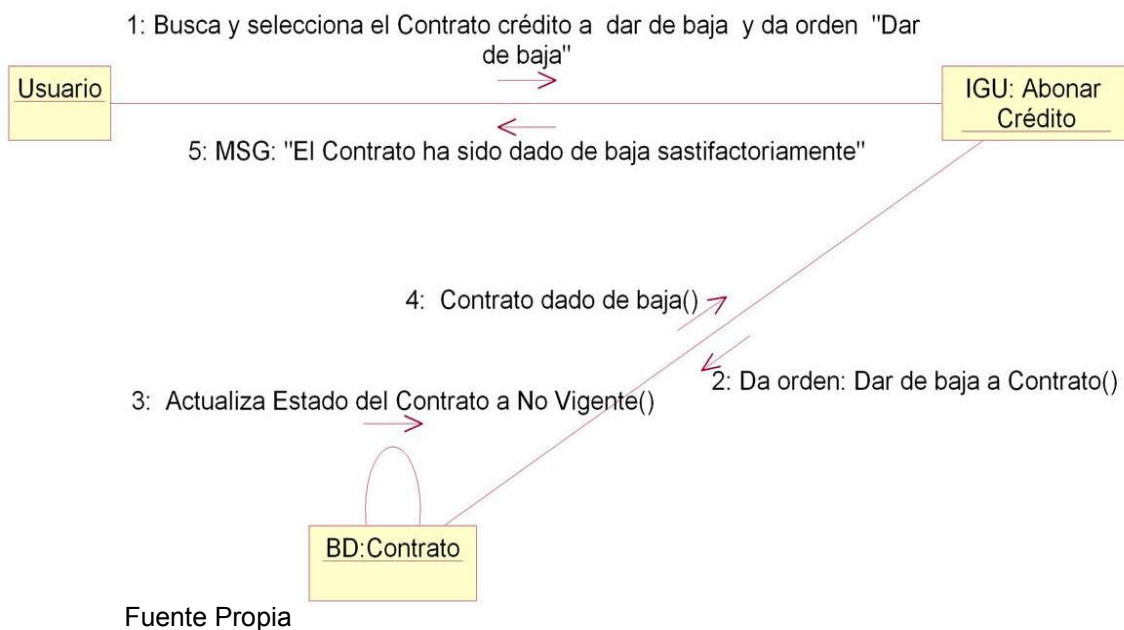 1: Busca y selecciona el Contrato crédito a dar de baja y da orden "Dar
de baja"
Usuario
IGU: Abonar
Crédito
5: MSG: "El Contrato ha sido dado de baja sastifactoriamente"
4: Contrato dado de baja()
2: Da orden: Dar de baja a Contrato()
3: Actualiza Estado del Contrato a No Vigente()
BD:Contrato
Fuente Propia